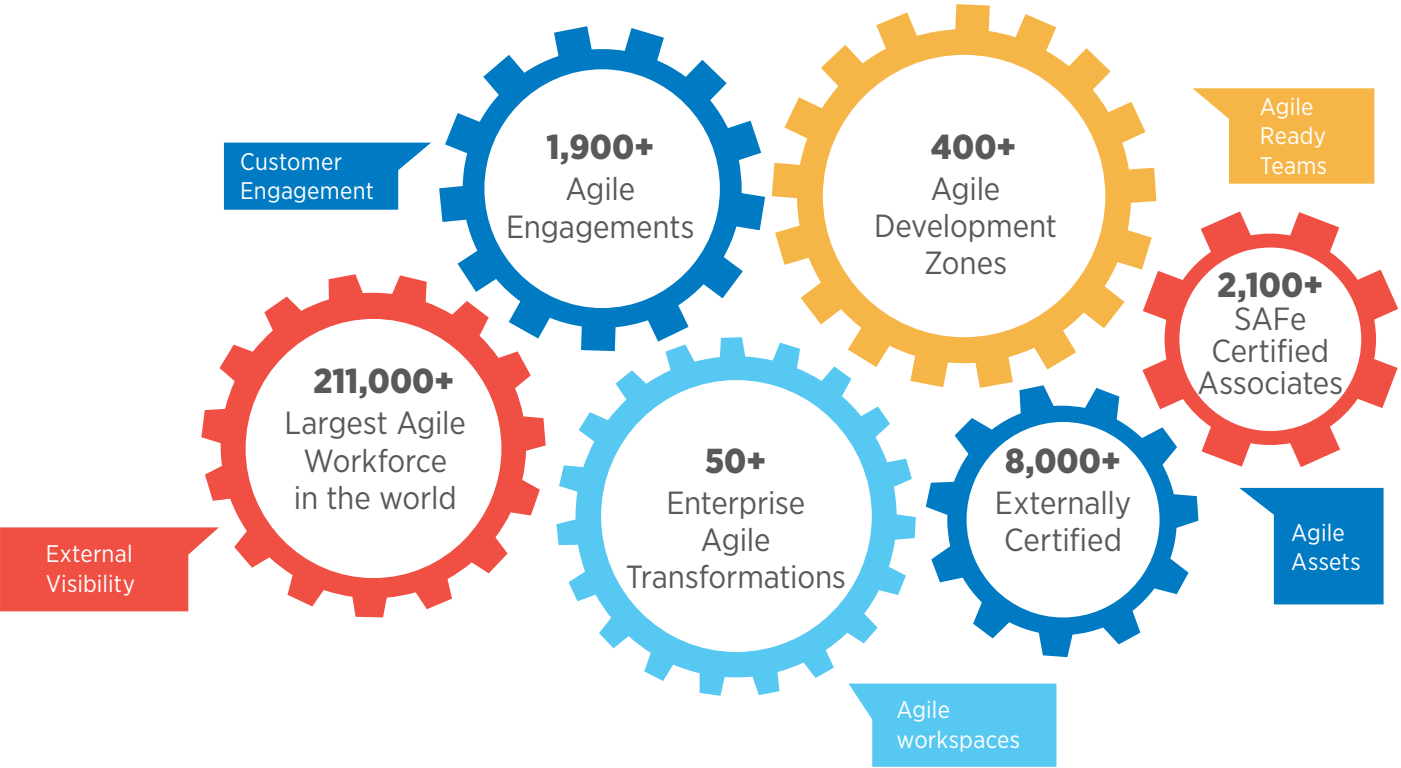 Customer
Engagement
1,900+
Agile
Engagements
400+
Agile
Development
Zones
Agile
Ready
Teams
211,000+
Largest Agile
Workforce
in the world
External
Visibility
50+
Enterprise
Agile
Transformations
8,000+
Externally
Certified
2,100+
SAFe
Certified
Associates
Agile
Assets
Agile
workspaces